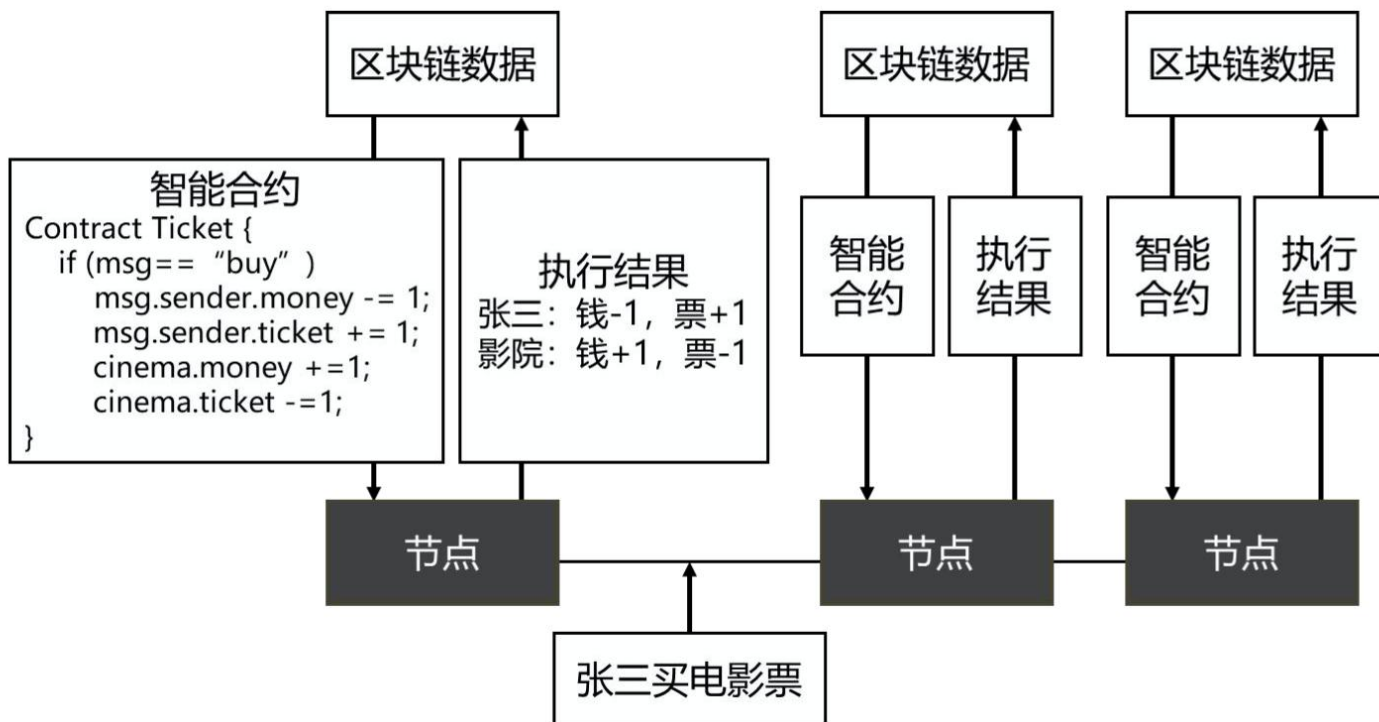 区块链数据
区块链数据
区块链数据
智能合约
Contract Ticket {
if (msg== “buy” )
msg.sender.money -= 1;
msg.sender.ticket += 1;
cinema.money +=1;
cinema.ticket -=1;
}
执行结果
张三：钱-1，票+1
影院：钱+1，票-1
智能
合约
执行
结果
智能
合约
执行
结果
节点
节点
节点
张三买电影票